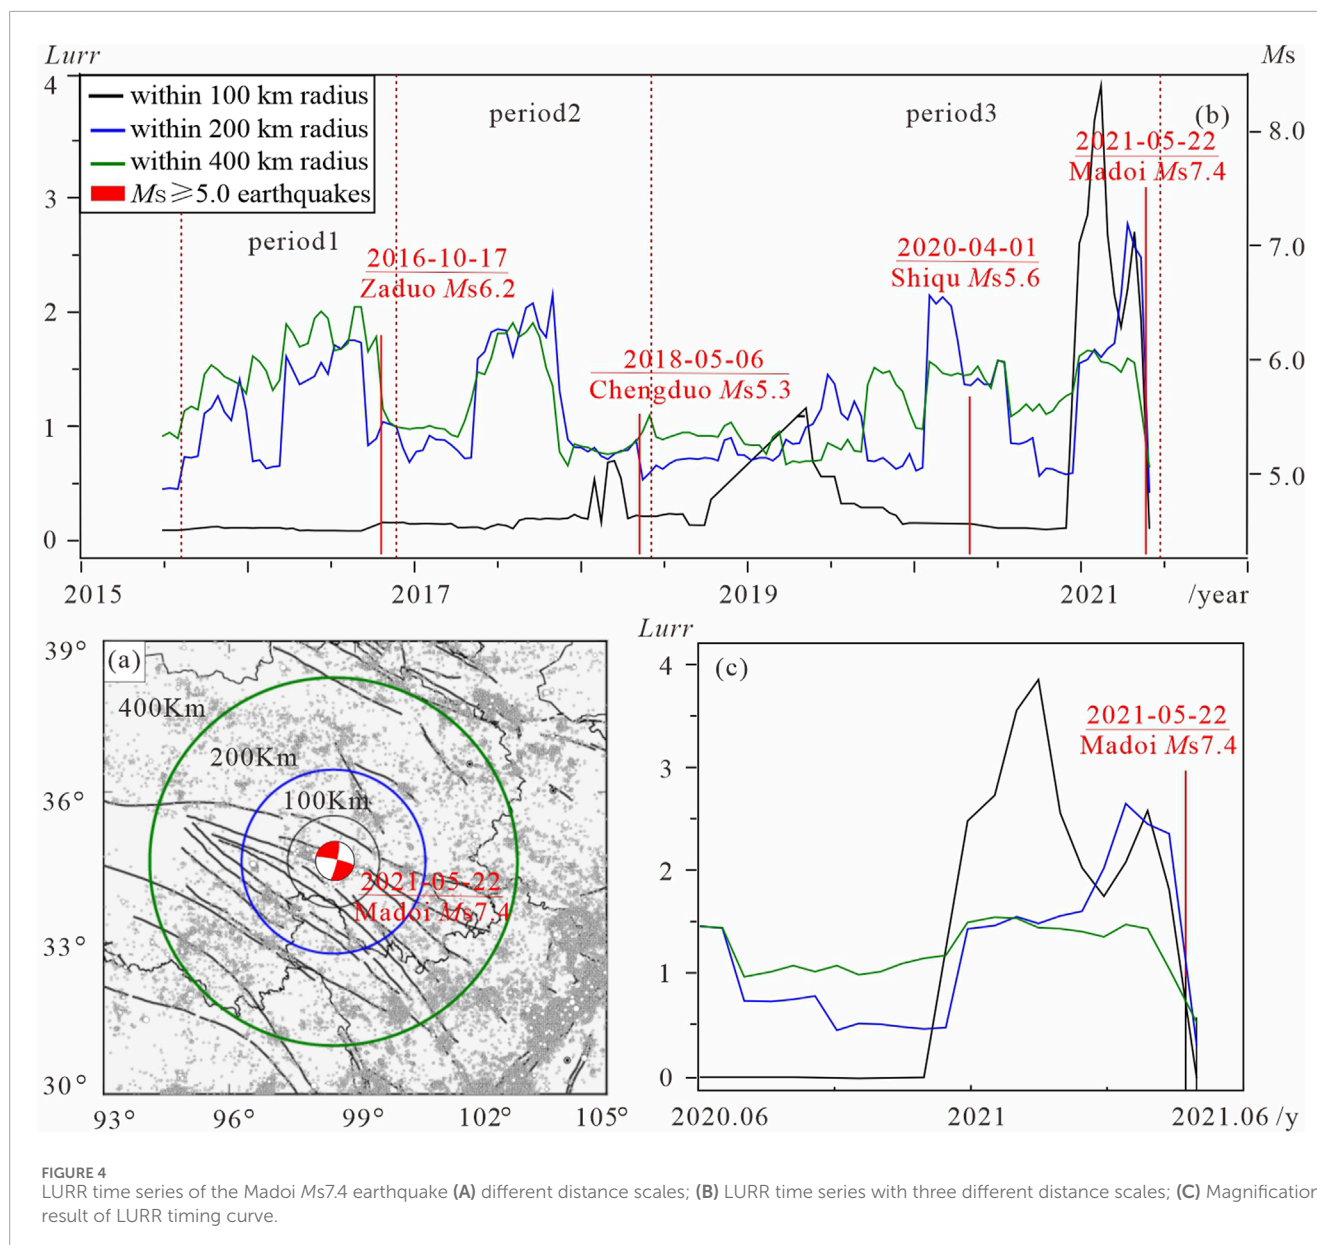 Lurr
Ms
4
3
2
1
0
within 100 km radius
within 200 km radius
within 400 km radius
Ms≥5.0 earthquakes
period1
period2
period3
(b)
8.0
7.0
6.0
5.0
2016-10-17
Zaduo Ms6.2
2018-05-06
Chengduo Ms5.3
2020-04-01
Shiqu Ms5.6
2021-05-22
Madoi Ms7.4
2015
2017
2019
2021
/year
(a)
39°
36°
33°
30°
400Km
200Km
100Km
2021-05-22
Madoi Ms7.4
93°
96°
99°
102°
105°
Lurr
(c)
4
3
2
1
0
2021-05-22
Madoi Ms7.4
2020.06
2021
2021.06 /y
FIGURE 4
LURR time series of the Madoi Ms7.4 earthquake (A) different distance scales; (B) LURR time series with three different distance scales; (C) Magnification
result of LURR timing curve.